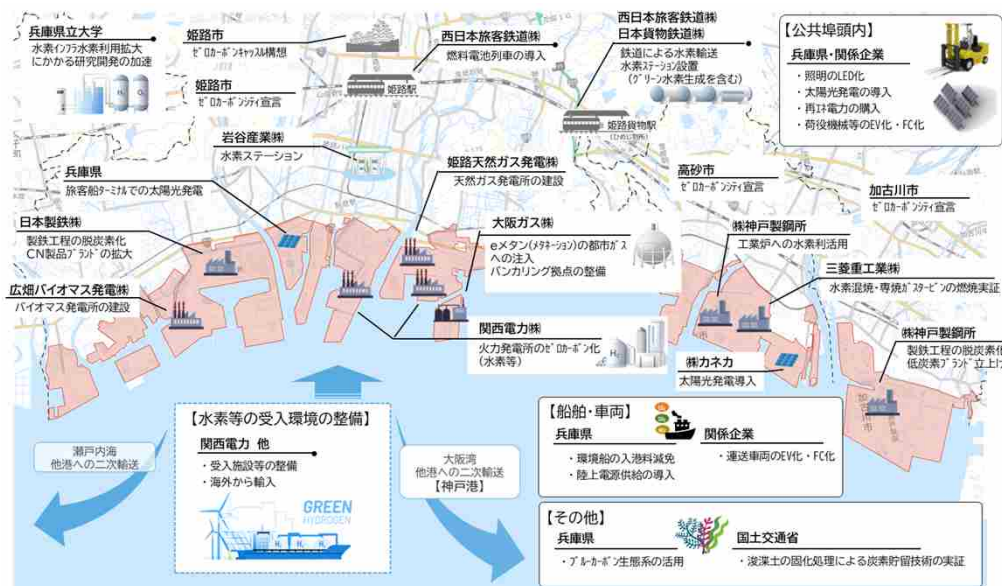 兵庫県立大学
水素インフラ水素利用拡大
にかかる研究開発の加速
姫路市
ｾﾞﾛｶｰﾎﾞﾝｷｬｯｽﾙ構想
姫路市
ｾﾞﾛｶｰﾎﾞﾝｼﾃｨ宣言
西日本旅客鉄道㈱
燃料電池列車の導入
姫路駅
西日本旅客鉄道㈱
日本貨物鉄道㈱
鉄道による水素輸送
水素ステーション設置
(グリーン水素生成を含む)
姫路貨物駅
【公共埠頭内】
兵庫県・関係企業
・照明のLED化
・太陽光発電の導入
・再ｴﾈ電力の購入
・荷役機械等のEV化・FC化
岩谷産業㈱
水素ステーション
兵庫県
旅客船ﾀｰﾐﾅﾙでの太陽光発電
姫路天然ガス発電㈱
天然ガス発電所の建設
高砂市
ｾﾞﾛｶｰﾎﾞﾝｼﾃｨ宣言
加古川市
ｾﾞﾛｶｰﾎﾞﾝｼﾃｨ宣言
日本製鉄㈱
製鉄工程の脱炭素化
CN製品ブランドの拡大
大阪ガス㈱
eメタン(ﾒﾀﾈｰｼｮﾝ)の都市ガス
への注入
バンカリング拠点の整備
㈱神戸製鋼所
工業炉への水素利活用
三菱重工業㈱
水素混焼・専焼ガスタービンの燃焼実証
広畑バイオマス発電㈱
バイオマス発電所の建設
関西電力㈱
火力発電所のゼロカーボン化
(水素等)
H₂
㈱カネカ
太陽光発電導入
㈱神戸製鋼所
製鉄工程の脱炭素化
低炭素ﾌﾞﾗﾝﾄﾞ立上げ
加古川市
【水素等の受入環境の整備】
関西電力 他
・受入施設等の整備
・海外から輸入
GREEN
HYDROGEN
瀬戸内海
他港への二次輸送
大阪湾
他港への二次輸送
【神戸港】
【船舶・車両】
兵庫県
・環境船の入港料減免
・陸上電源供給の導入
関係企業
・運送車両のEV化・FC化
【その他】
兵庫県
・ブルーカーボン生態系の活用
国土交通省
・浚渫土の固化処理による炭素貯留技術の実証